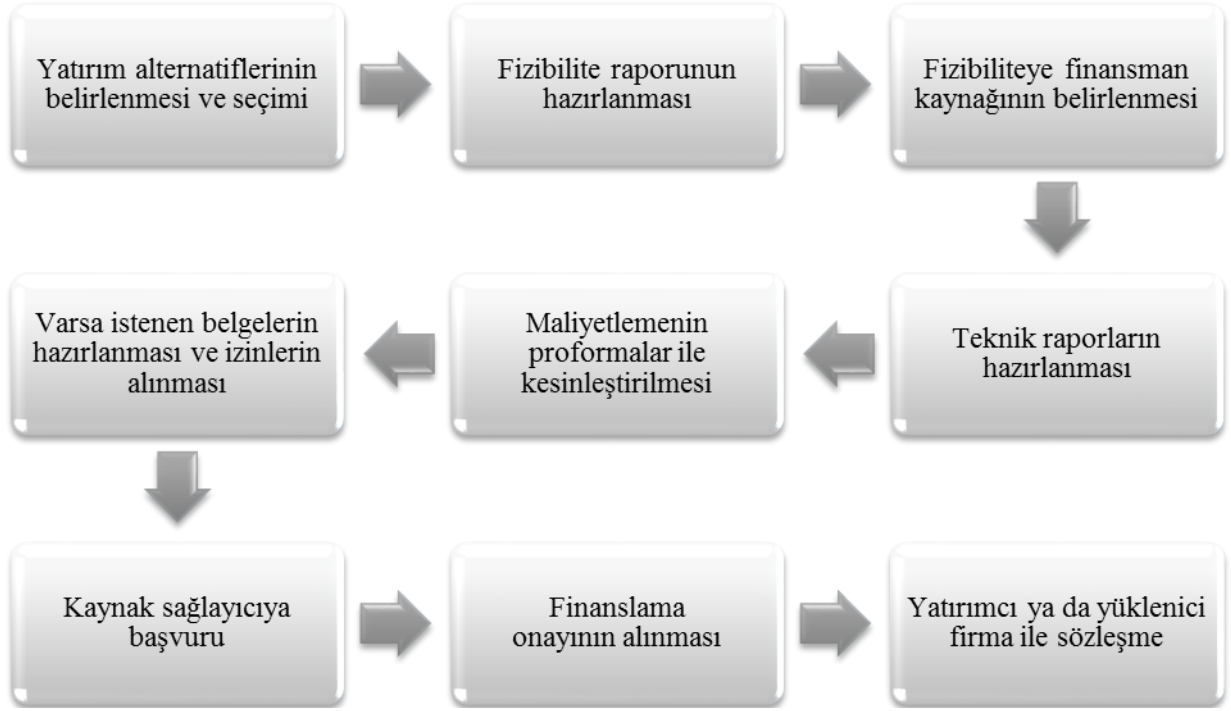 Yatırım alternatiflerinin
belirlenmesi ve seçimi
Fizibilite raporunun
hazırlanması
Fizibiliteye finansman
kaynağının belirlenmesi
Teknik raporların
hazırlanması
Maliyetlemenin
proformalar ile
kesinleştirilmesi
Varsa istenen belgelerin
hazırlanması ve izinlerin
alınması
Kaynak sağlayıcıya
başvuru
Finanslama
onayının alınması
Yatırımcı ya da yüklenici
firma ile sözleşme